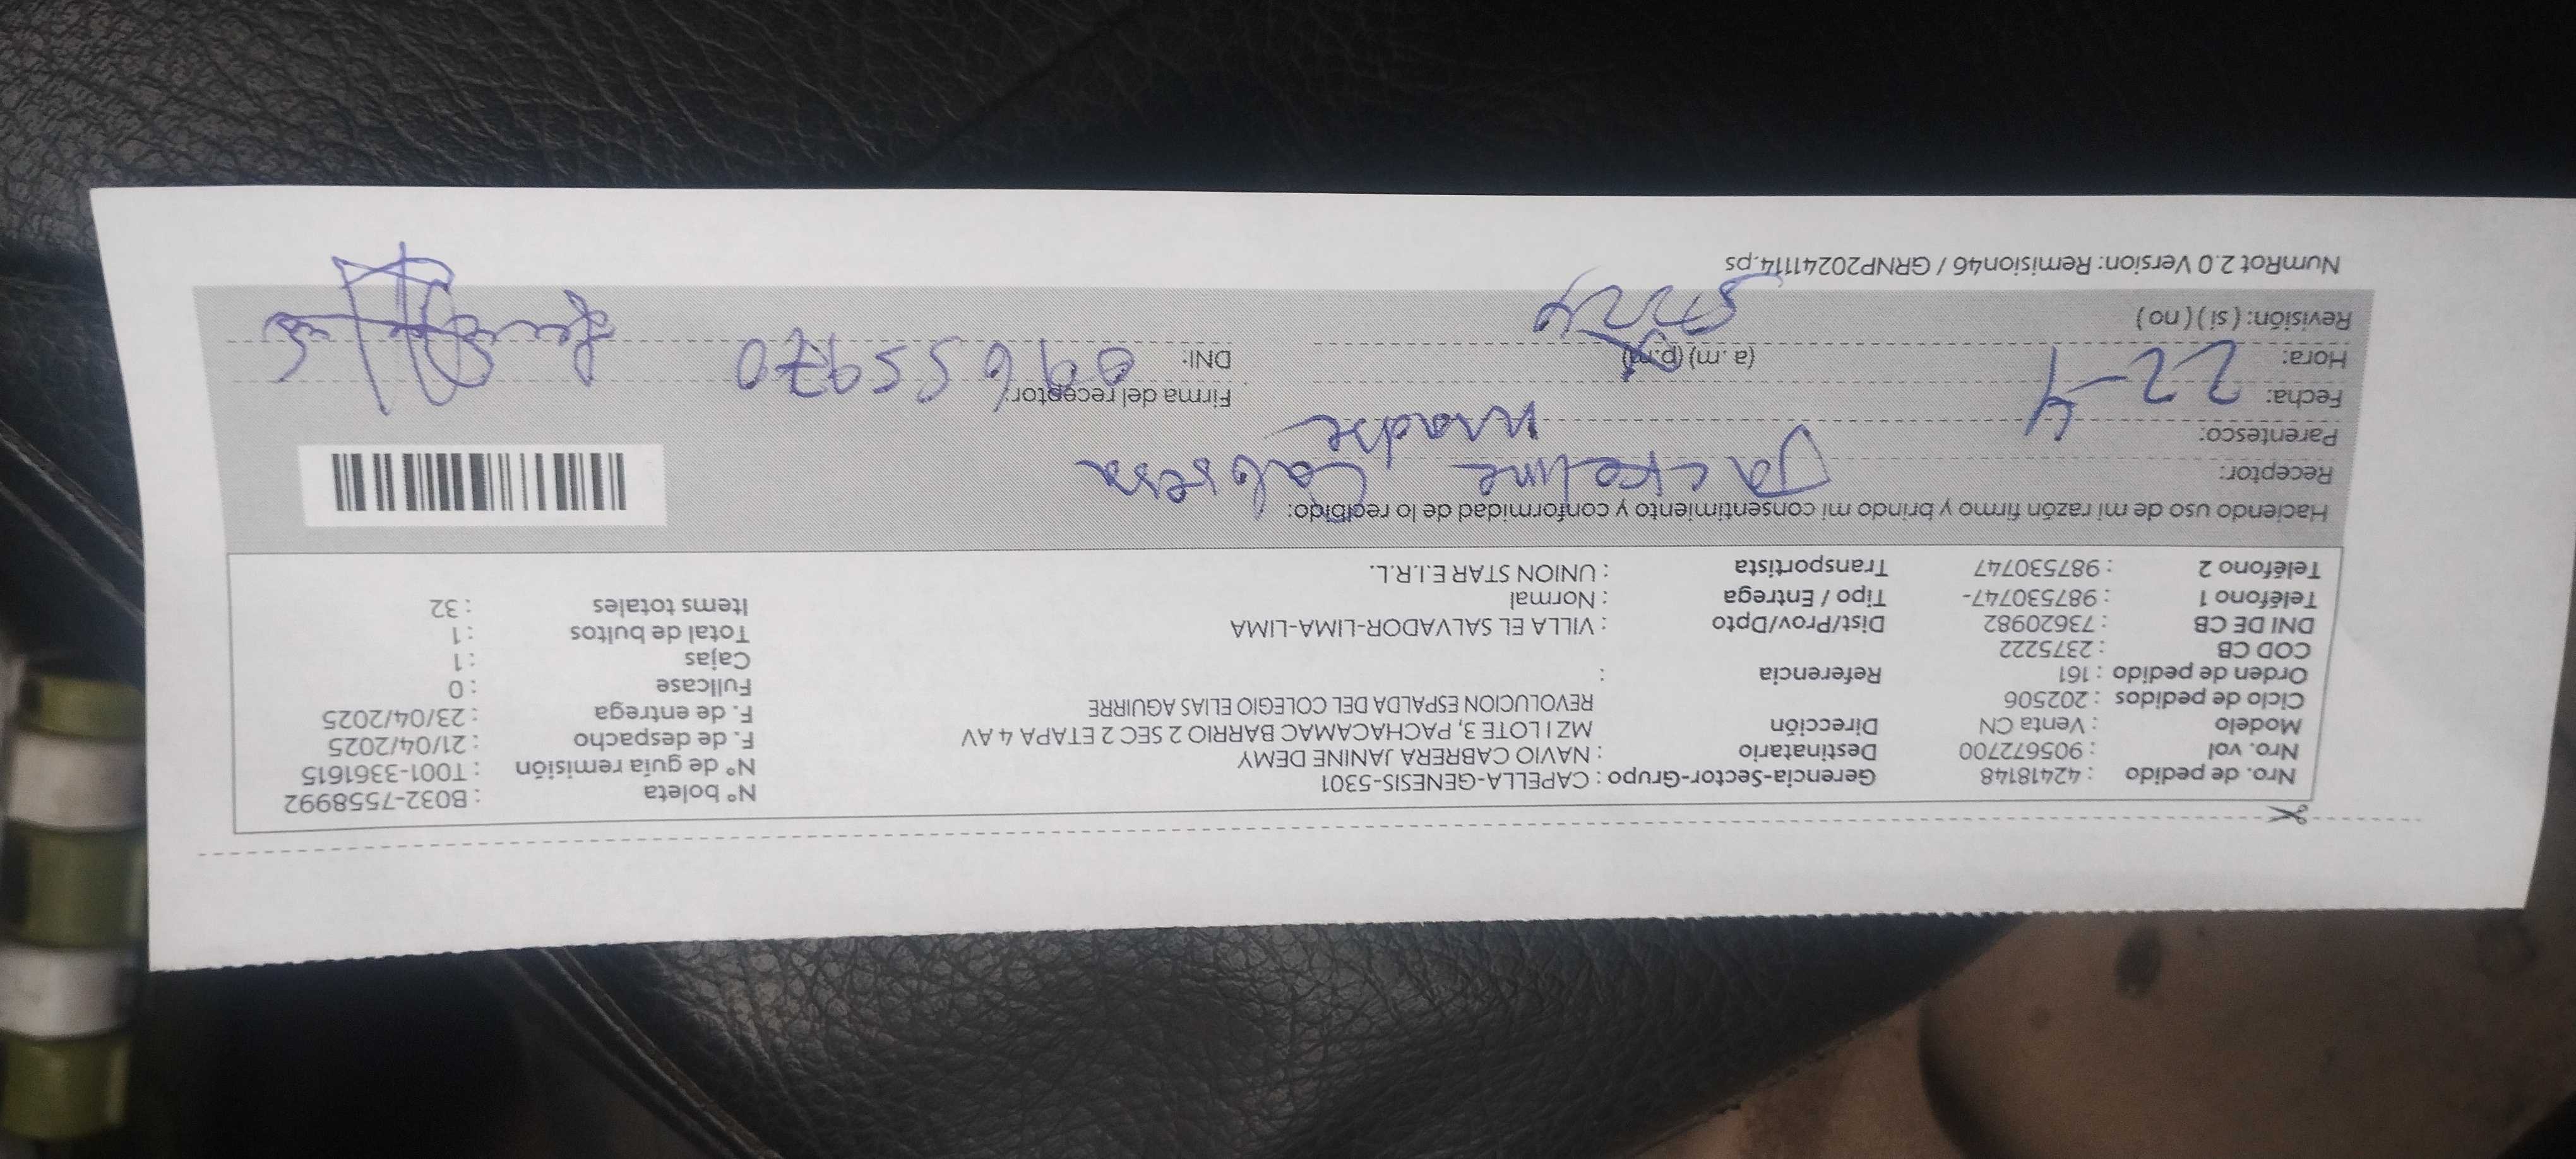 Nro. de pedido : 42418148 Gerencia-Sector-Grupo : CAPELLA-GENESIS-5301 N° boleta : B032-7558992
Nro. vol : 905672700 Destinatario : NAVIO CABRERA JANINE DEMY N° de guía remisión : T001-3361615
Modelo : Venta CN Dirección MZ I LOTE 3, PACHACAMAC BARRIO 2 SEC 2 ETAPA 4 AV F. de despacho : 21/04/2025
Ciclo de pedidos : 202506 REVOLUCION ESPALDA DEL COLEGIO ELIAS AGUIRRE F. de entrega : 23/04/2025
Orden de pedido : 161 Referencia : Fullcase : 0
COD CB : 2375222 Cajas : 1
DNI DE CB : 73620982 Dist/Prov/Dpto : VILLA EL SALVADOR-LIMA-LIMA Total de bultos : 1
Teléfono 1 : 987530747- Tipo / Entrega : Normal Items totales : 32
Teléfono 2 : 987530747 Transportista : UNION STAR E.I.R.L.
Haciendo uso de mi razón firmo y brindo mi consentimiento y conformidad de lo recibido:
Receptor: Jackeline Cabrera
Parentesco: Madre
Fecha: 22-4 Firma del receptor:
Hora: (a. m) (p.m) DNI: 09655970
Revisión: ( si ) ( no )
NumRot 2.0 Version: Remision46 / GRNP20241114.ps